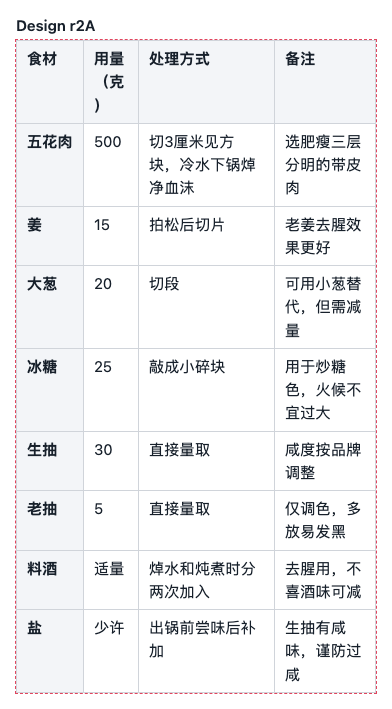 Design r2A
食材
用量
（克
）
处理方式
备注
五花肉
500
切3厘米见方
块，冷水下锅焯
净血沫
选肥瘦三层
分明的带皮
肉
姜
15
拍松后切片
老姜去腥效
果更好
大葱
20
切段
可用小葱替
代，但需减
量
冰糖
25
敲成小碎块
用于炒糖
色，火候不
宜过大
生抽
30
直接量取
咸度按品牌
调整
老抽
5
直接量取
仅调色，多
放易发黑
料酒
适量
焯水和炖煮时分
两次加入
去腥用，不
喜酒味可减
盐
少许
出锅前尝味后补
加
生抽有咸
味，谨防过
咸